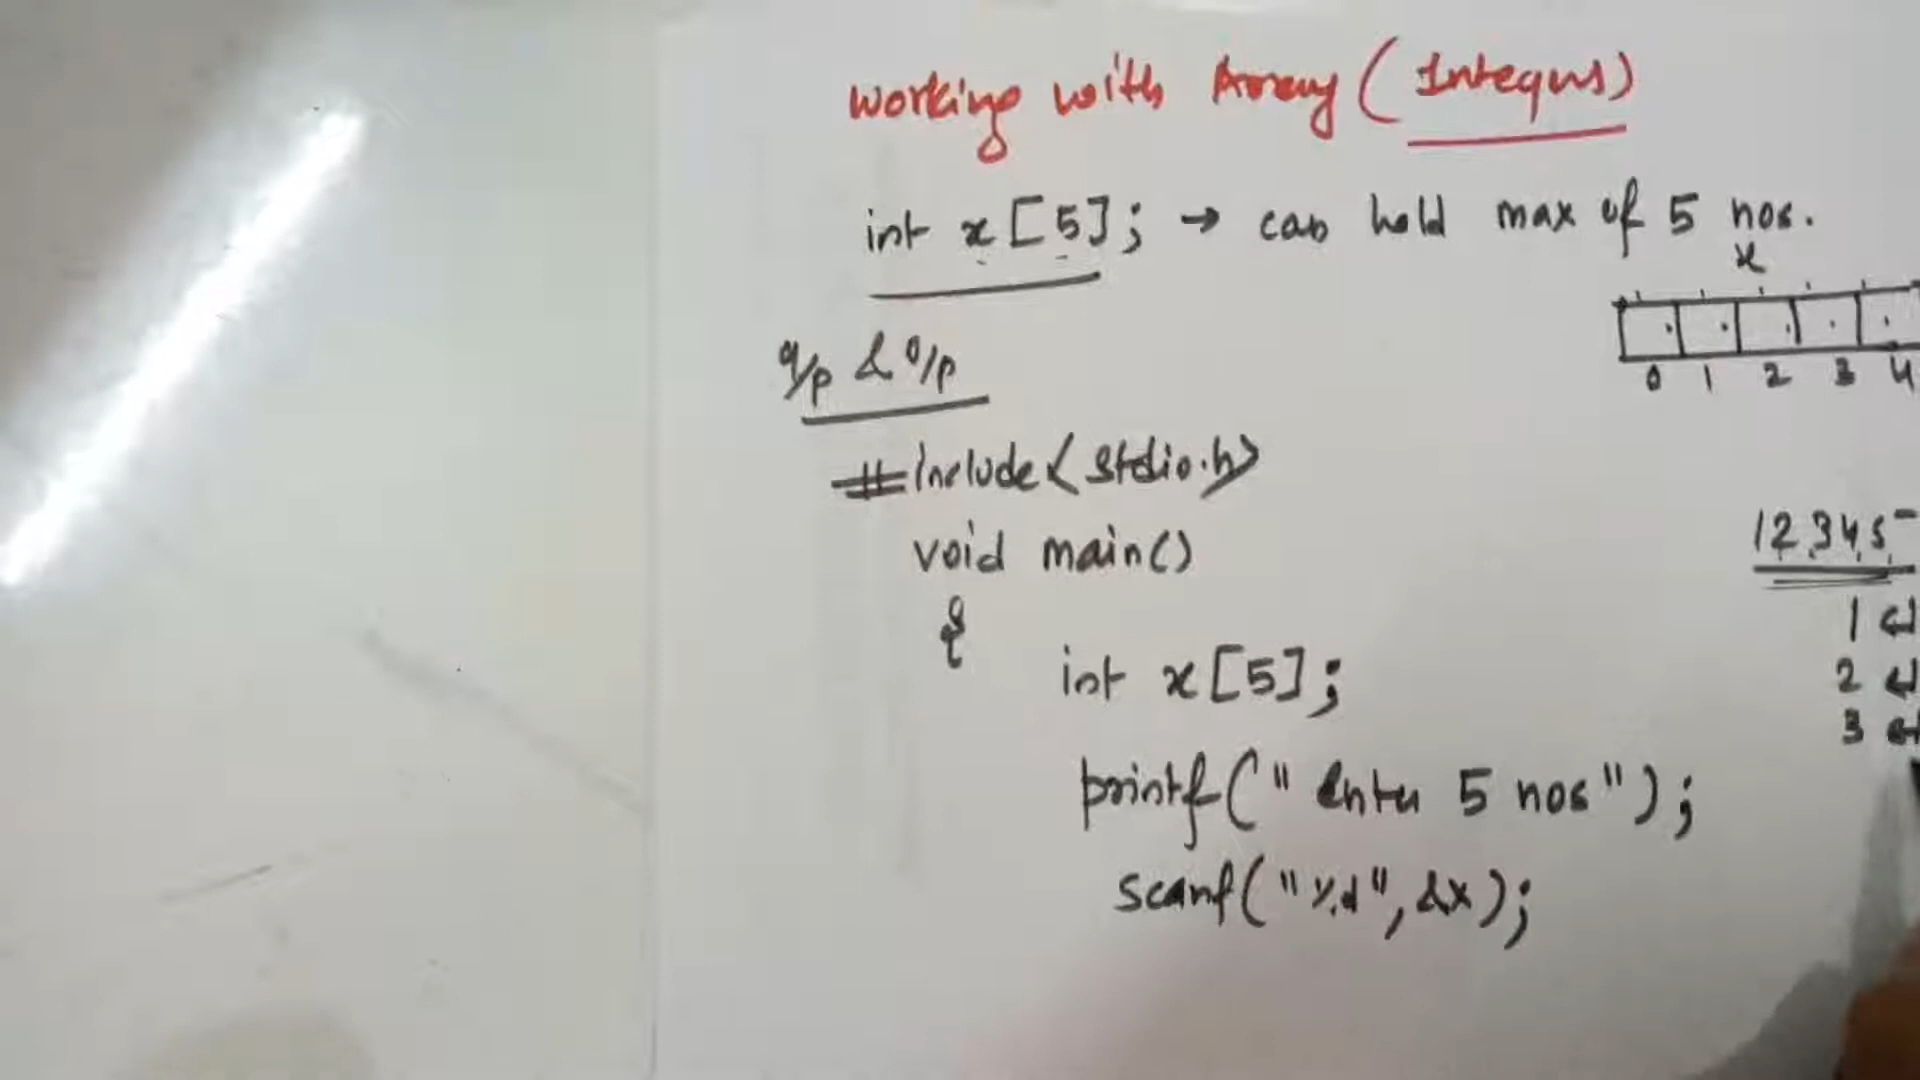 Working with Array (Integers)
int x[5]; → can hold max of 5 nos.
x
0 1 2 3 4
i/p & o/p
#include<stdio.h>
void main()
{
int x[5];
printf("Enter 5 nos");
scanf("%d", &x);
12345-
1 ↵
2 ↵
3 ↵